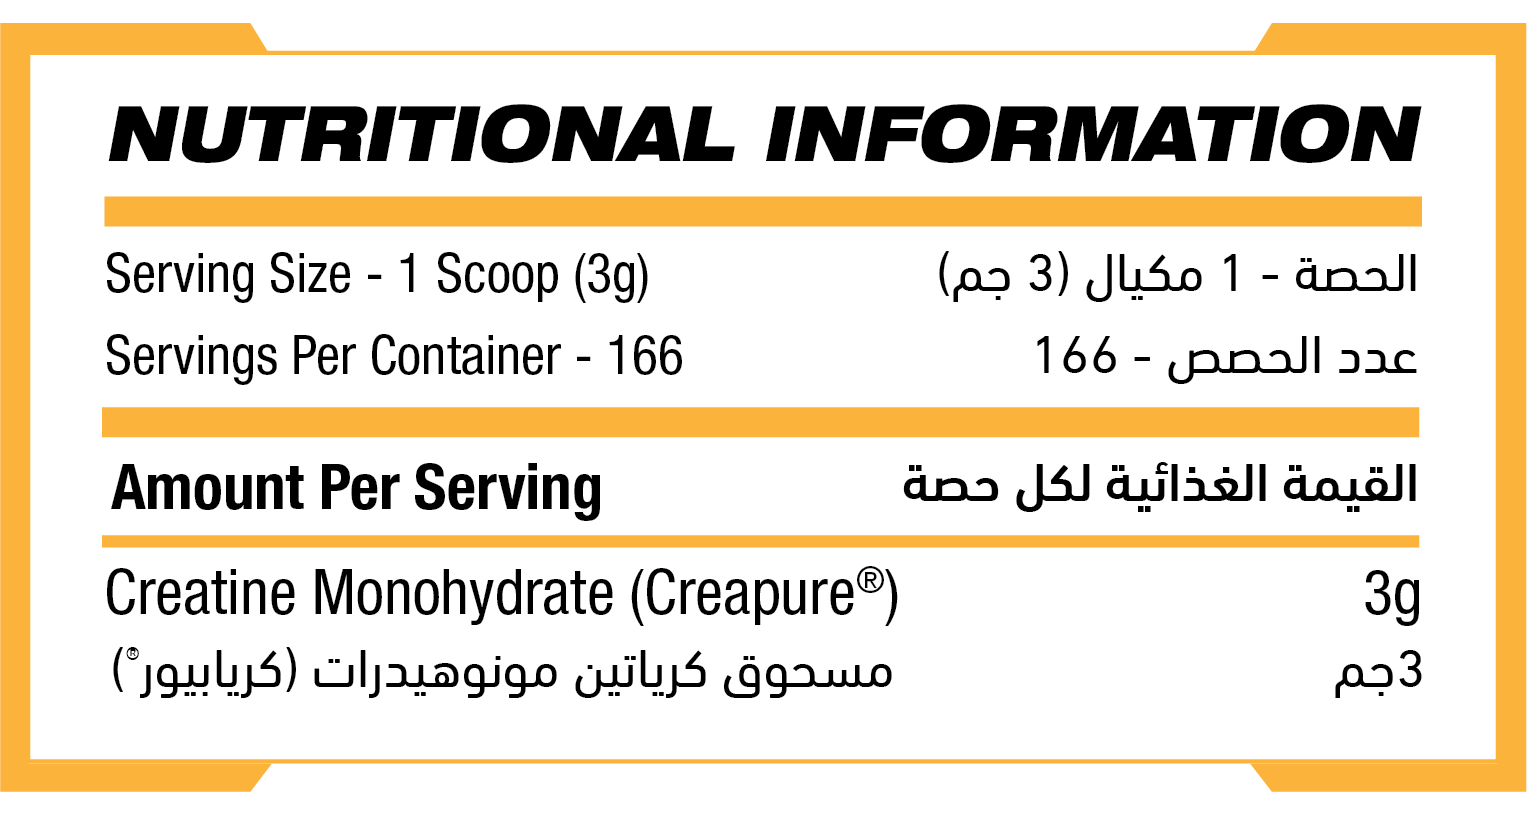 NUTRITIONAL INFORMATION
Serving Size - 1 Scoop (3g) الحصة - 1 مكيال (3 جم)
Servings Per Container - 166 عدد الحصص - 166
Amount Per Serving القيمة الغذائية لكل حصة
Creatine Monohydrate (Creapure®) 3g
مسحوق كرياتين مونوهيدرات (كريابيور®) 3جم